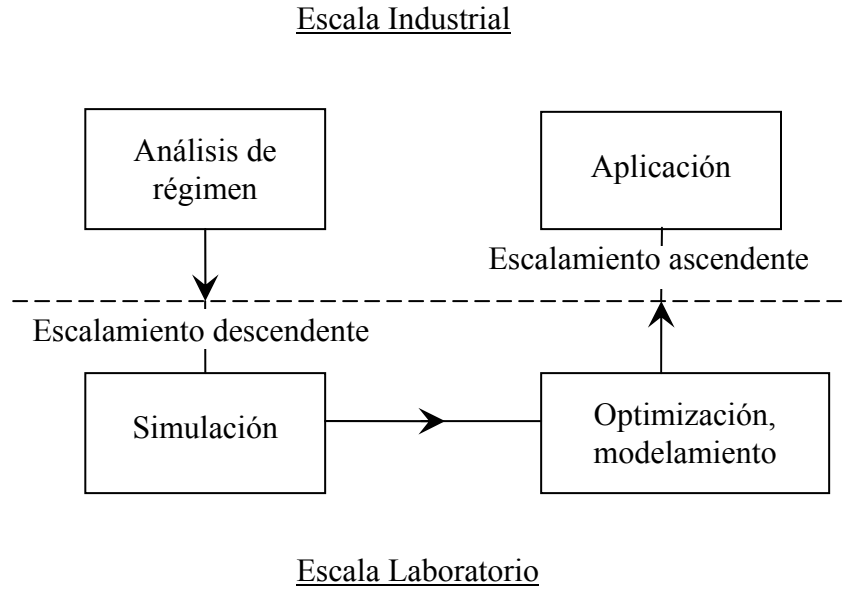 Escala Industrial
Análisis de
régimen
Aplicación
Escalamiento ascendente
Escalamiento descendente
Simulación
Optimización,
modelamiento
Escala Laboratorio